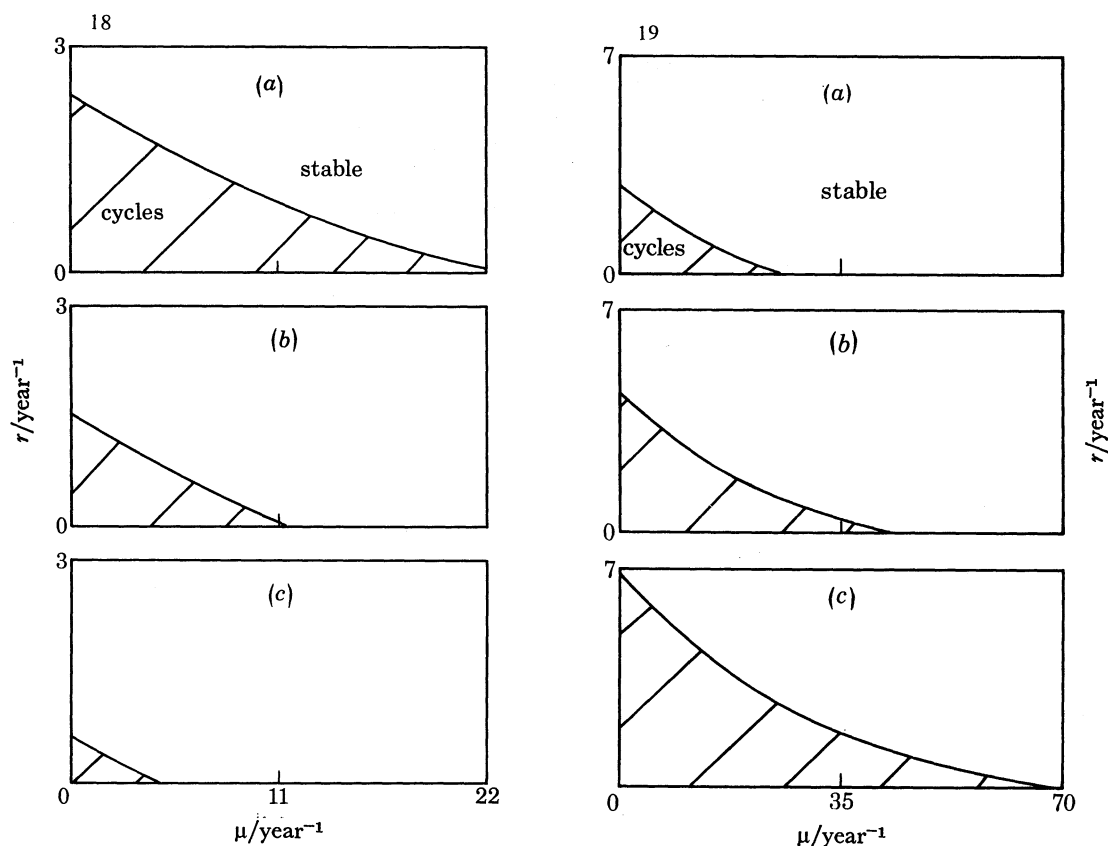 18
3
(a)
stable
cycles
0
3
(b)
0
3
(c)
0
11
22
r/year⁻¹
μ/year⁻¹
19
7
(a)
stable
cycles
0
7
(b)
0
7
(c)
0
35
70
r/year⁻¹
μ/year⁻¹